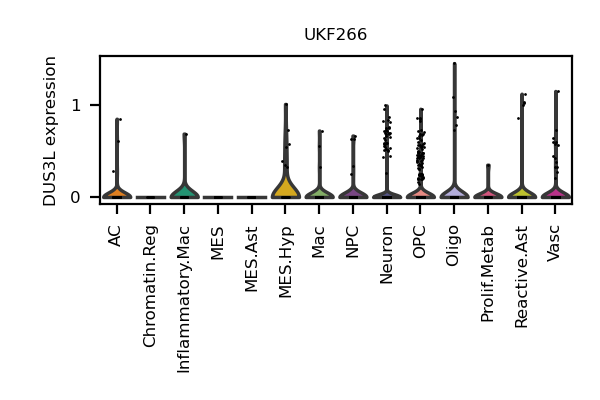 UKF266
DUS3L expression
1
0
AC
Chromatin.Reg
Inflammatory.Mac
MES
MES.Ast
MES.Hyp
Mac
NPC
Neuron
OPC
Oligo
Prolif.Metab
Reactive.Ast
Vasc